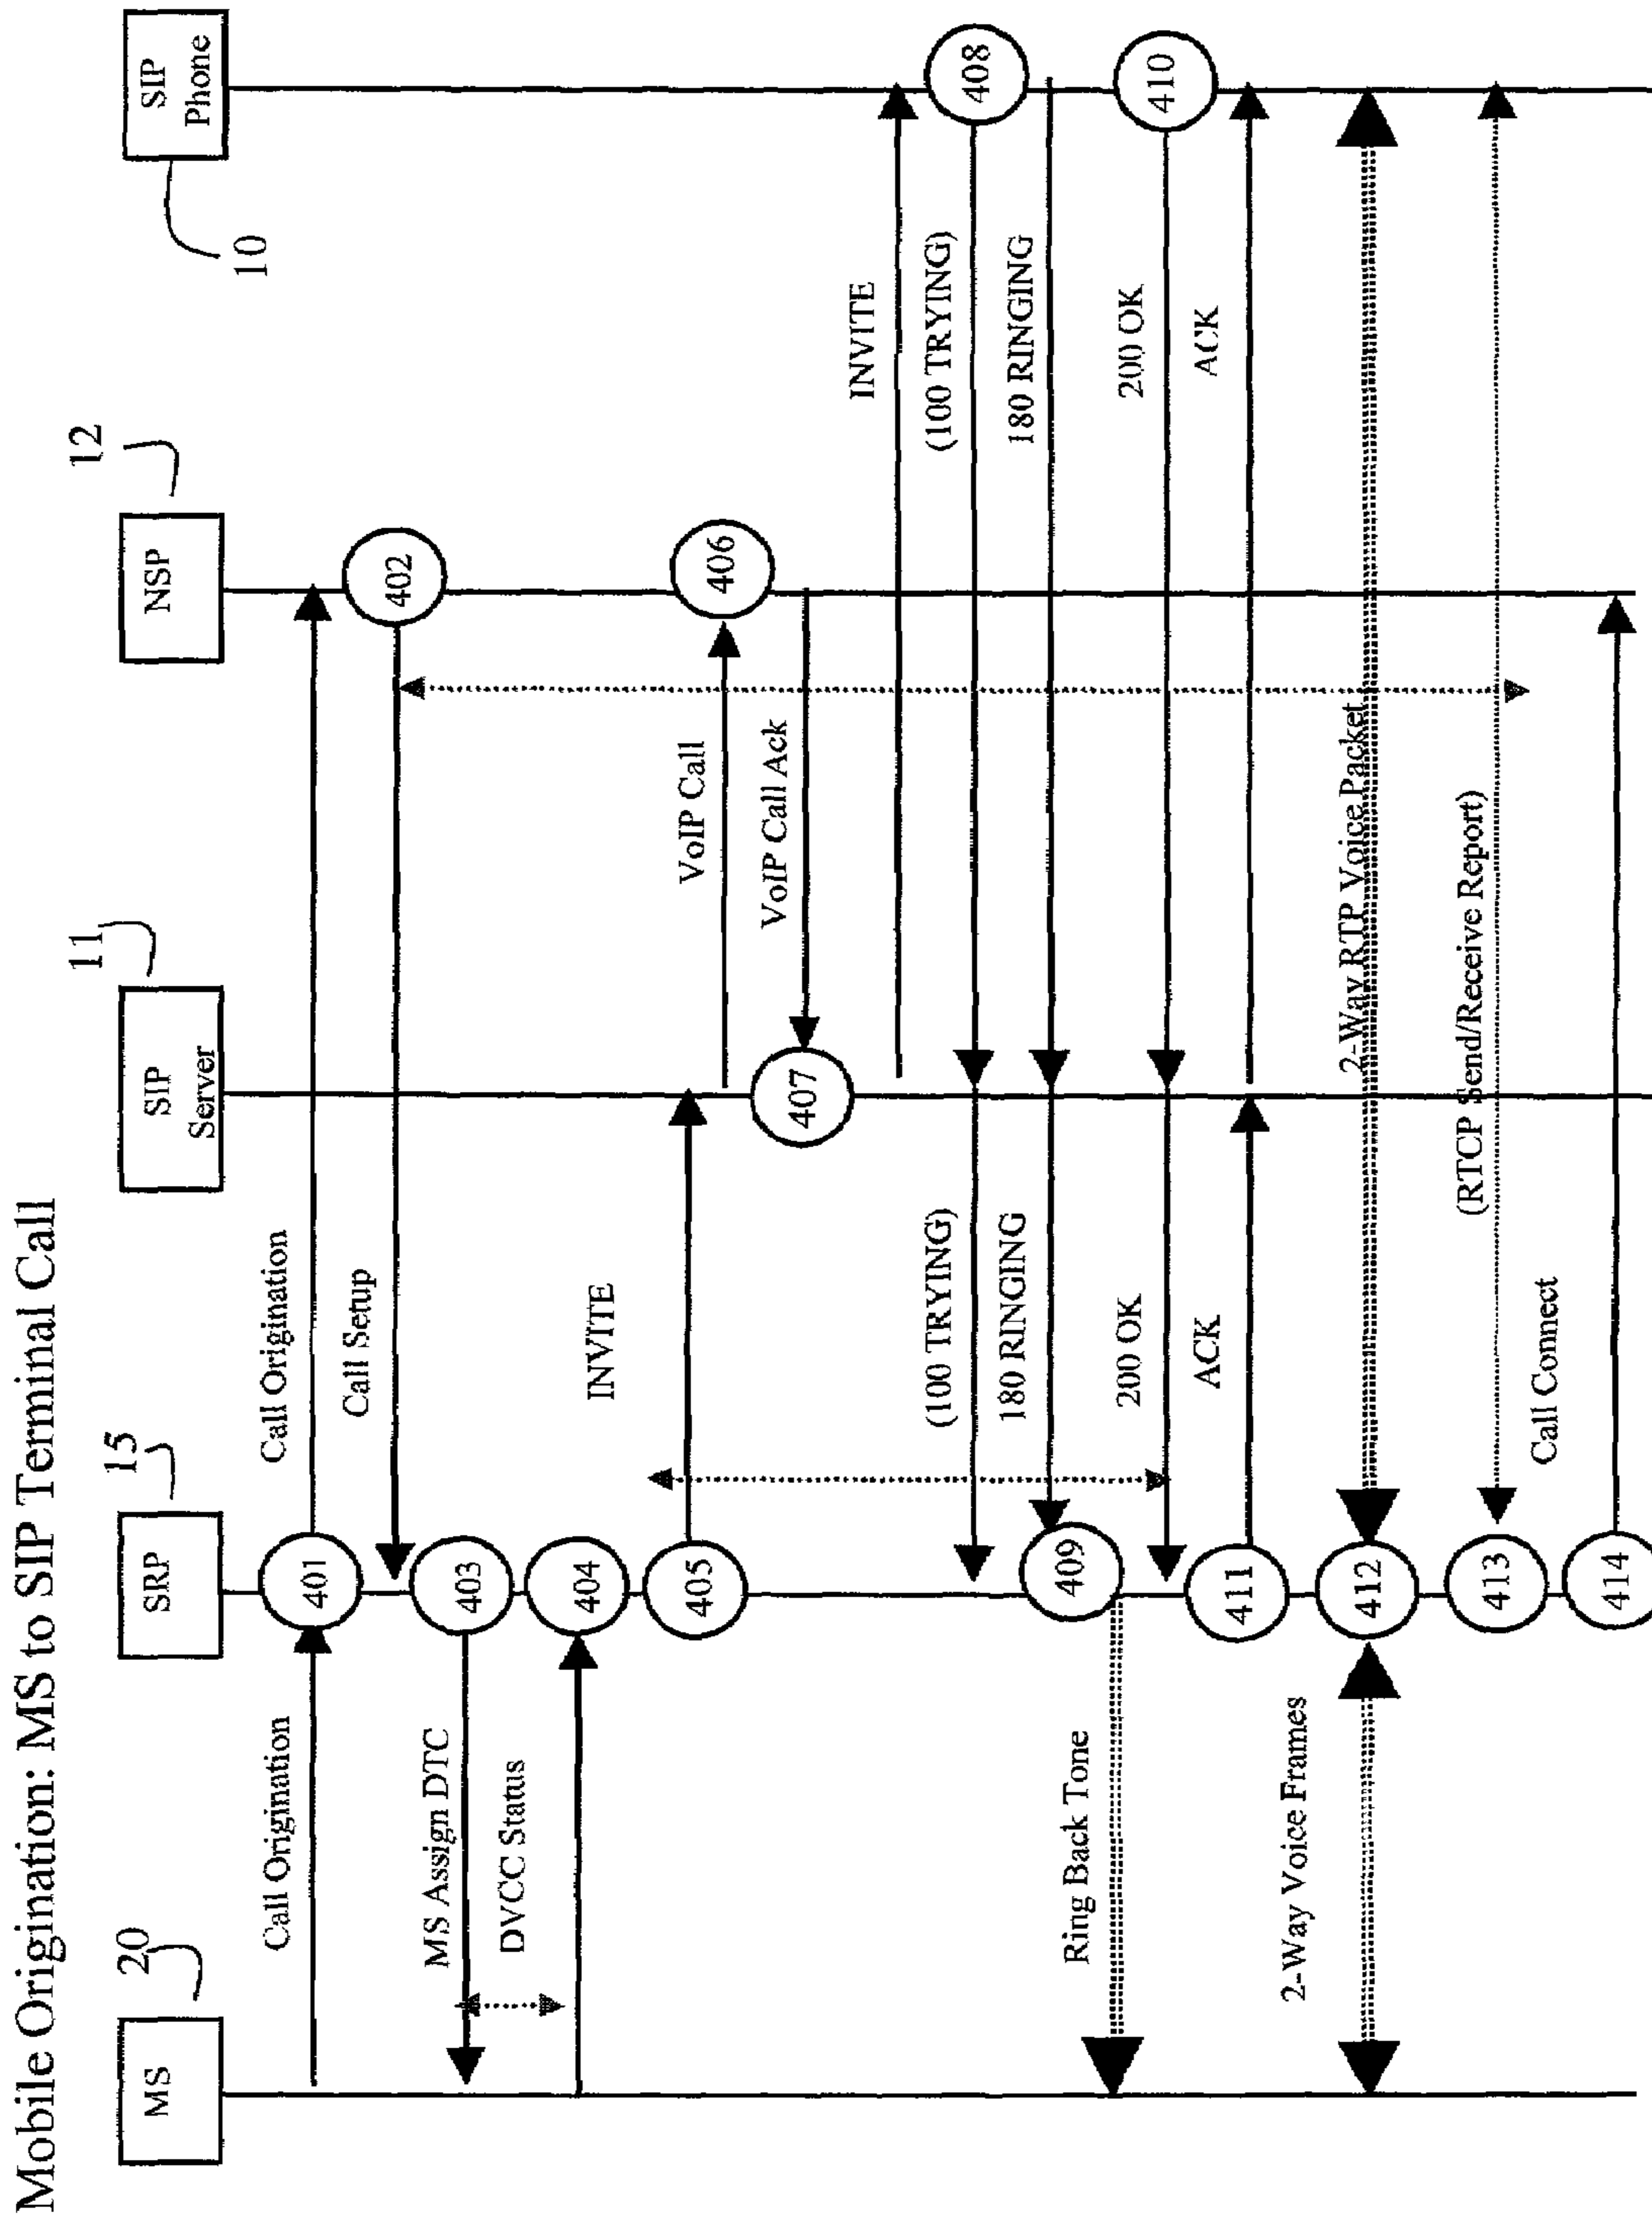 Mobile Origination: MS to SIP Terminal Call
MS
20
SRP
15
SIP
Server
11
NSP
12
SIP
Phone
10
Call Origination
401
Call Origination
402
Call Setup
403
MS Assign DTC
DVCC Status
404
INVITE
405
VoIP Call
406
VoIP Call Ack
407
INVITE
408
(100 TRYING)
(100 TRYING)
180 RINGING
180 RINGING
409
Ring Back Tone
410
200 OK
200 OK
411
ACK
ACK
2-Way Voice Frames
412
2-Way RTP Voice Packet
413
(RTCP Send/Receive Report)
Call Connect
414